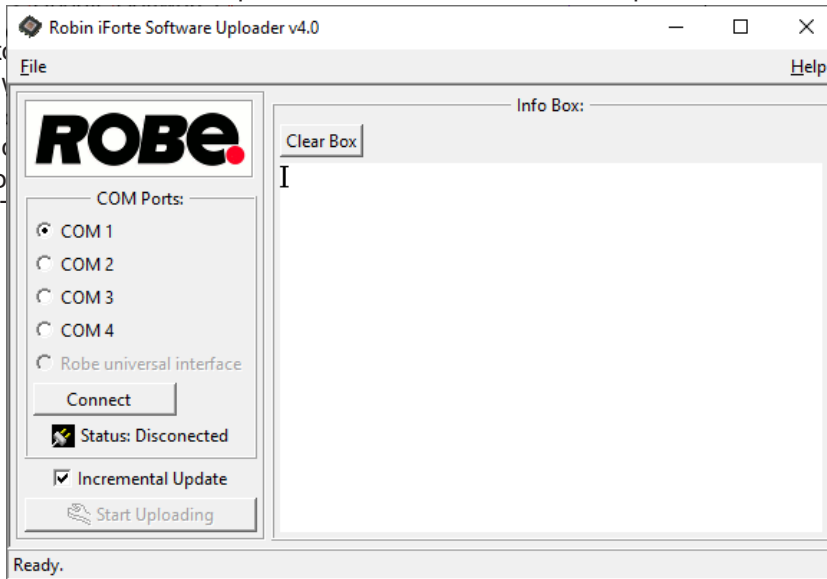 Robin iForte Software Uploader v4.0
File
Help
ROBE
COM Ports:
COM 1
COM 2
COM 3
COM 4
Robe universal interface
Connect
Status: Disconected
Incremental Update
Start Uploading
Info Box:
Clear Box
Ready.